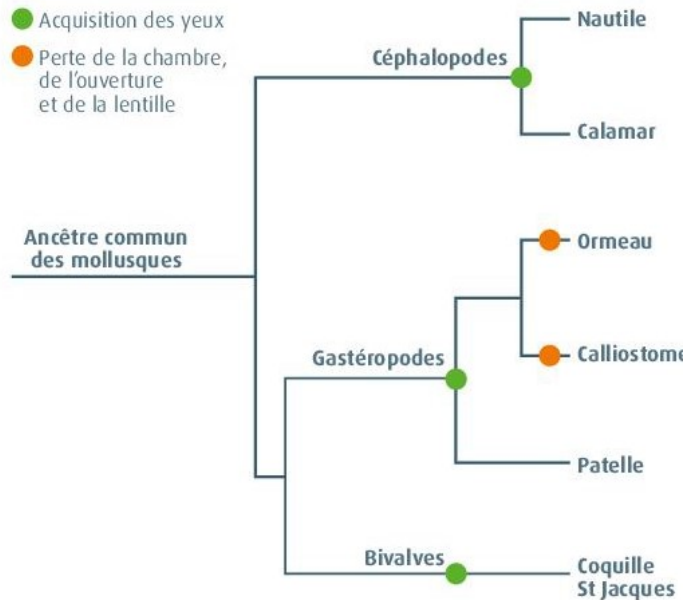 Acquisition des yeux
Perte de la chambre,
de l'ouverture
et de la lentille
Céphalopodes
Nautile
Calamar
Ancêtre commun
des mollusques
Gastéropodes
Ormeau
Calliostome
Patelle
Bivalves
Coquille
St Jacques